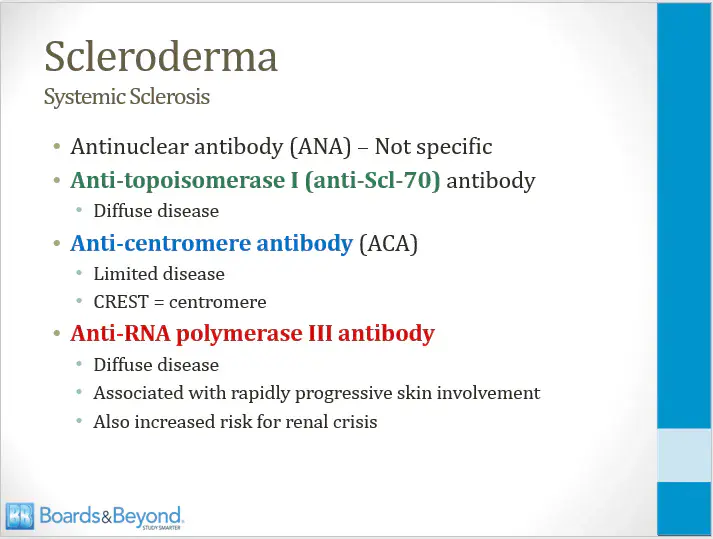 Scleroderma
Systemic Sclerosis
• Antinuclear antibody (ANA) – Not specific
• Anti-topoisomerase I (anti-Scl-70) antibody
• Diffuse disease
• Anti-centromere antibody (ACA)
• Limited disease
• CREST = centromere
• Anti-RNA polymerase III antibody
• Diffuse disease
• Associated with rapidly progressive skin involvement
• Also increased risk for renal crisis
BB Boards&Beyond.
STUDY SMARTER